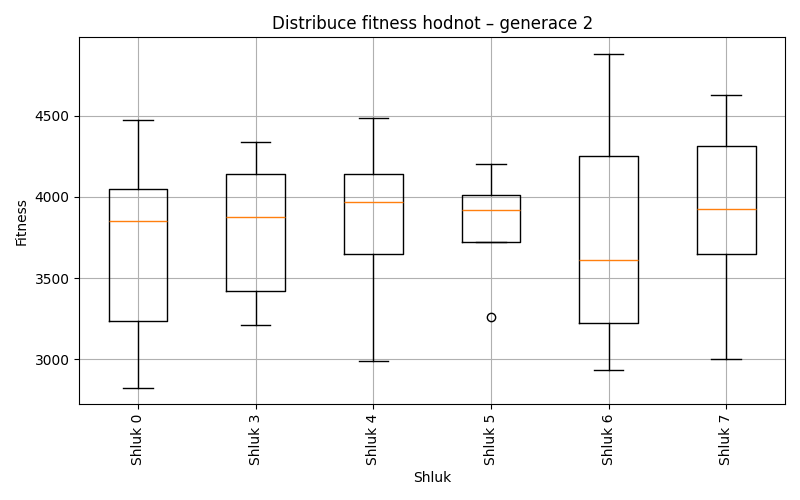 Distribuce fitness hodnot – generace 2
Fitness
4500
4000
3500
3000
Shluk 0
Shluk 3
Shluk 4
Shluk 5
Shluk 6
Shluk 7
Shluk